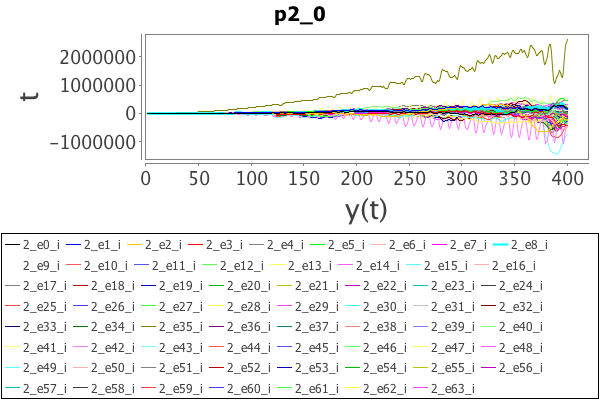 p2_0
t
2000000
1000000
0
-1000000
0 50 100 150 200 250 300 350 400
y(t)
2_e0_i 2_e1_i 2_e2_i 2_e3_i 2_e4_i 2_e5_i 2_e6_i 2_e7_i 2_e8_i
2_e9_i 2_e10_i 2_e11_i 2_e12_i 2_e13_i 2_e14_i 2_e15_i 2_e16_i
2_e17_i 2_e18_i 2_e19_i 2_e20_i 2_e21_i 2_e22_i 2_e23_i 2_e24_i
2_e25_i 2_e26_i 2_e27_i 2_e28_i 2_e29_i 2_e30_i 2_e31_i 2_e32_i
2_e33_i 2_e34_i 2_e35_i 2_e36_i 2_e37_i 2_e38_i 2_e39_i 2_e40_i
2_e41_i 2_e42_i 2_e43_i 2_e44_i 2_e45_i 2_e46_i 2_e47_i 2_e48_i
2_e49_i 2_e50_i 2_e51_i 2_e52_i 2_e53_i 2_e54_i 2_e55_i 2_e56_i
2_e57_i 2_e58_i 2_e59_i 2_e60_i 2_e61_i 2_e62_i 2_e63_i